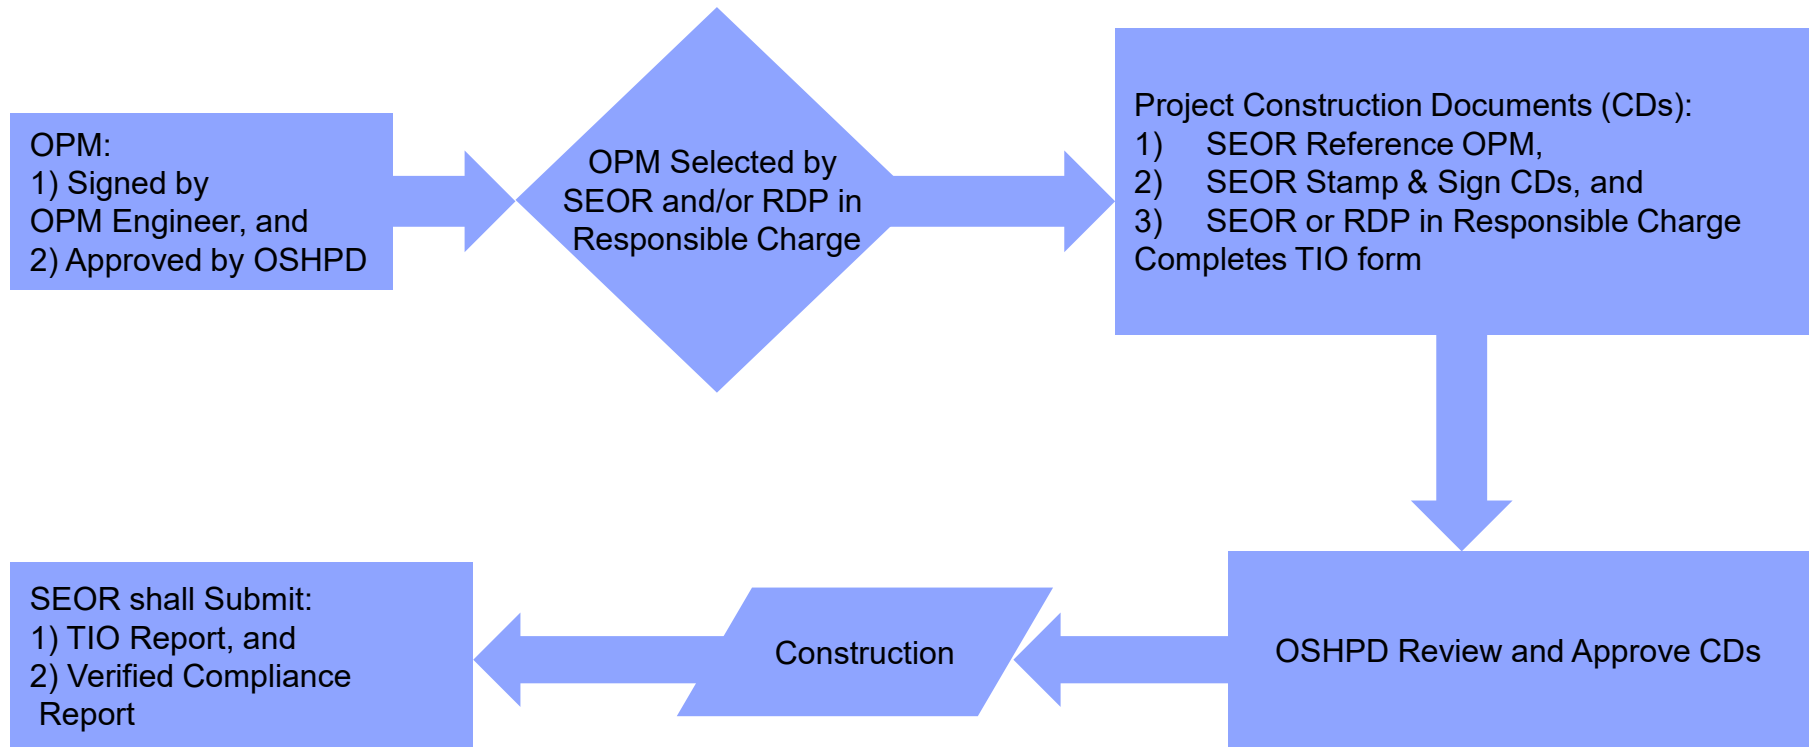 OPM:
1) Signed by
OPM Engineer, and
2) Approved by OSHPD
OPM Selected by
SEOR and/or RDP in
Responsible Charge
Project Construction Documents (CDs):
1) SEOR Reference OPM,
2) SEOR Stamp & Sign CDs, and
3) SEOR or RDP in Responsible Charge
Completes TIO form
OSHPD Review and Approve CDs
Construction
SEOR shall Submit:
1) TIO Report, and
2) Verified Compliance
Report